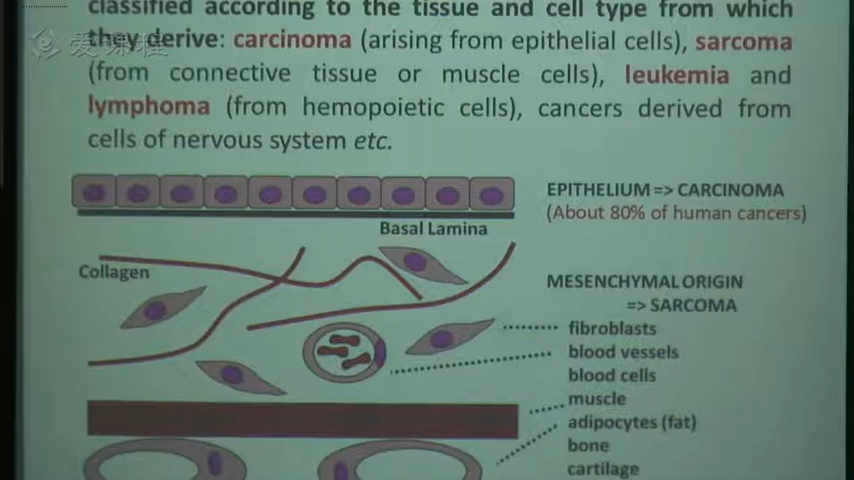 classified according to the tissue and cell type from which
they derive: carcinoma (arising from epithelial cells), sarcoma
(from connective tissue or muscle cells), leukemia and
lymphoma (from hemopoietic cells), cancers derived from
cells of nervous system etc.
爱课程
EPITHELIUM => CARCINOMA
(About 80% of human cancers)
Basal Lamina
Collagen
MESENCHYMAL ORIGIN
=> SARCOMA
fibroblasts
blood vessels
blood cells
muscle
adipocytes (fat)
bone
cartilage